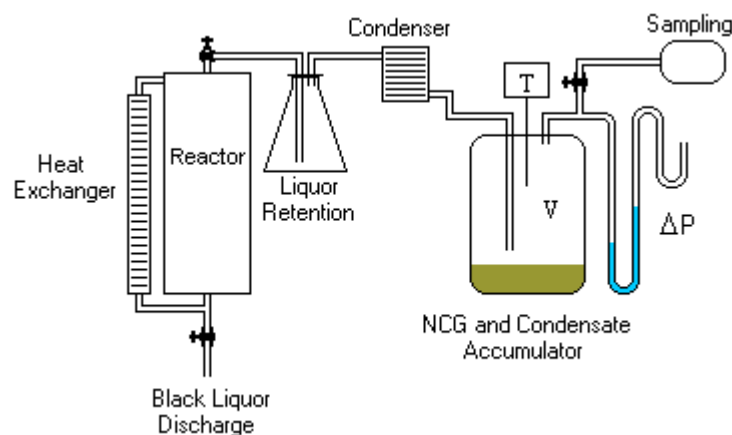 Sampling
Condenser
T
Reactor
Heat
Exchanger
Liquor
Retention
V
ΔP
NCG and Condensate
Accumulator
Black Liquor
Discharge